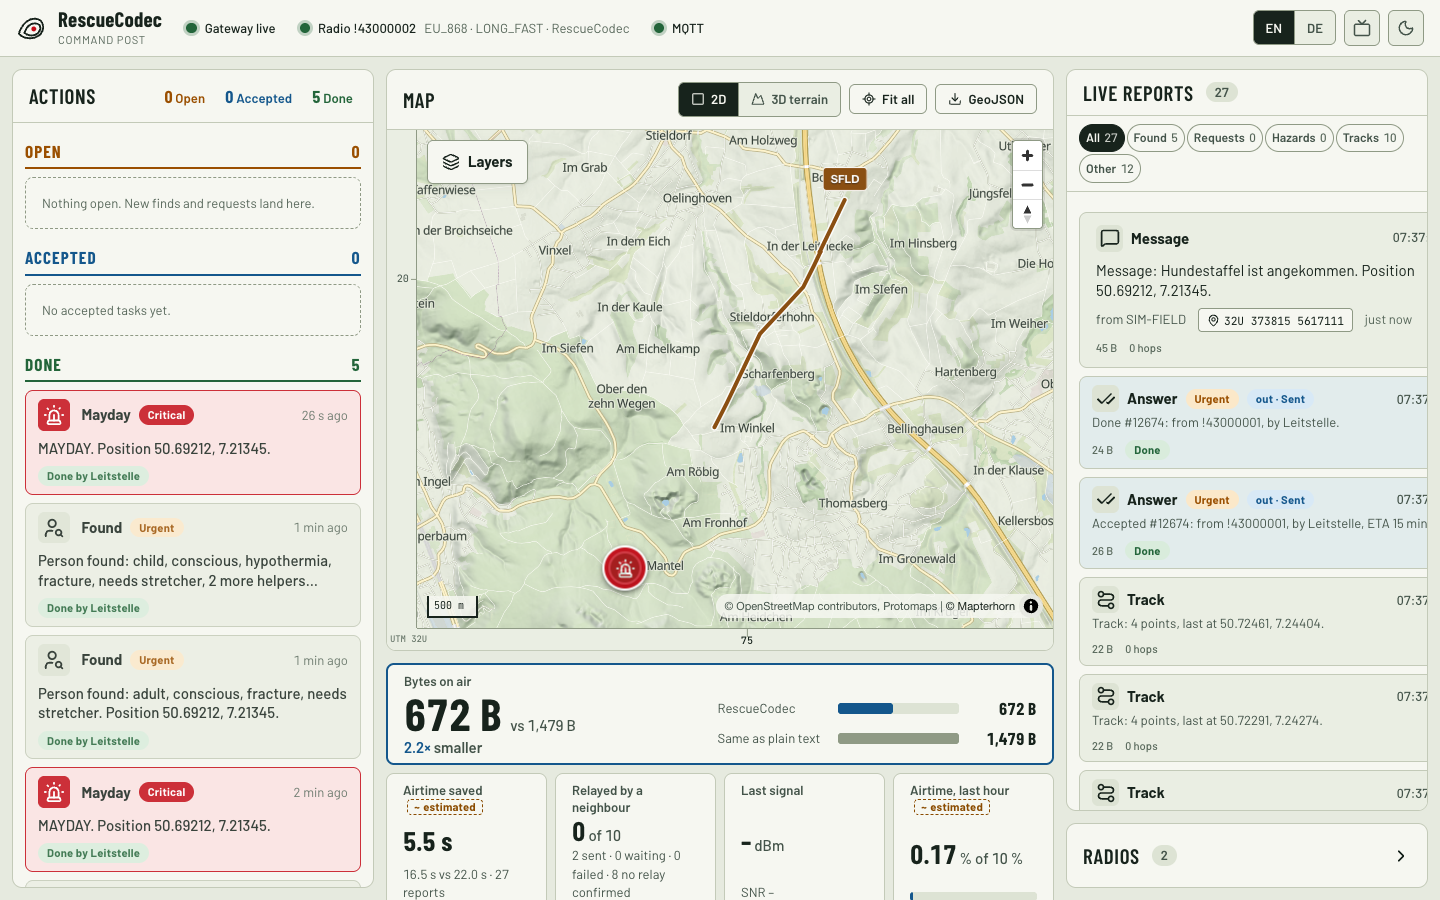 RescueCodec
COMMAND POST
Gateway live
Radio !43000002 EU_868 · LONG_FAST · RescueCodec
MQTT
EN DE
ACTIONS
0 Open 0 Accepted 5 Done
OPEN 0
Nothing open. New finds and requests land here.
ACCEPTED 0
No accepted tasks yet.
DONE 5
Mayday Critical 26 s ago
MAYDAY. Position 50.69212, 7.21345.
Done by Leitstelle
Found Urgent 1 min ago
Person found: child, conscious, hypothermia,
fracture, needs stretcher, 2 more helpers...
Done by Leitstelle
Found Urgent 1 min ago
Person found: adult, conscious, fracture, needs
stretcher. Position 50.69212, 7.21345.
Done by Leitstelle
Mayday Critical 2 min ago
MAYDAY. Position 50.69212, 7.21345.
Done by Leitstelle
MAP
2D 3D terrain Fit all GeoJSON
Layers
Stieldorf
Am Holzweg
Im Grab
SFLD
affenwiese
Oelinghoven
Jüngsfel
n der Broichseiche
Vinxel
In dem Eich
In der Lei necke
Im Hinsberg
Die Ho
20
Im Slefen
ein
In der Kaule
Stieldorferhohn
Im Weiher
Im Siefen
Am Eichelkamp
Scharfenberg
Hartenberg
Ober den
zehn Wegen
Im Winkel
Bellinghausen
Am Röbig
In der Klause
n Ingel
Thomasberg
Am Fronhof
Kellersbos
perbaum
Im Gronewald
Mantel
500 m
© OpenStreetMap contributors, Protomaps | © Mapterhorn
UTM 32U
75
Bytes on air
672 B vs 1,479 B
2.2× smaller
RescueCodec 672 B
Same as plain text 1,479 B
Airtime saved
~ estimated
5.5 s
16.5 s vs 22.0 s · 27
reports
Relayed by a
neighbour
0 of 10
2 sent · 0 waiting · 0
failed · 8 no relay
confirmed
Last signal
– dBm
SNR –
Airtime, last hour
~ estimated
0.17 % of 10 %
LIVE REPORTS 27
All 27 Found 5 Requests 0 Hazards 0 Tracks 10
Other 12
Message 07:37
Message: Hundestaffel ist angekommen. Position
50.69212, 7.21345.
from SIM-FIELD 32U 373815 5617111 just now
45 B 0 hops
Answer Urgent out · Sent 07:37
Done #12674: from !43000001, by Leitstelle.
24 B Done
Answer Urgent out · Sent 07:37
Accepted #12674: from !43000001, by Leitstelle, ETA 15 min
26 B Done
Track 07:37
Track: 4 points, last at 50.72461, 7.24404.
22 B 0 hops
Track 07:37
Track: 4 points, last at 50.72291, 7.24274.
22 B 0 hops
Track 07:37
RADIOS 2